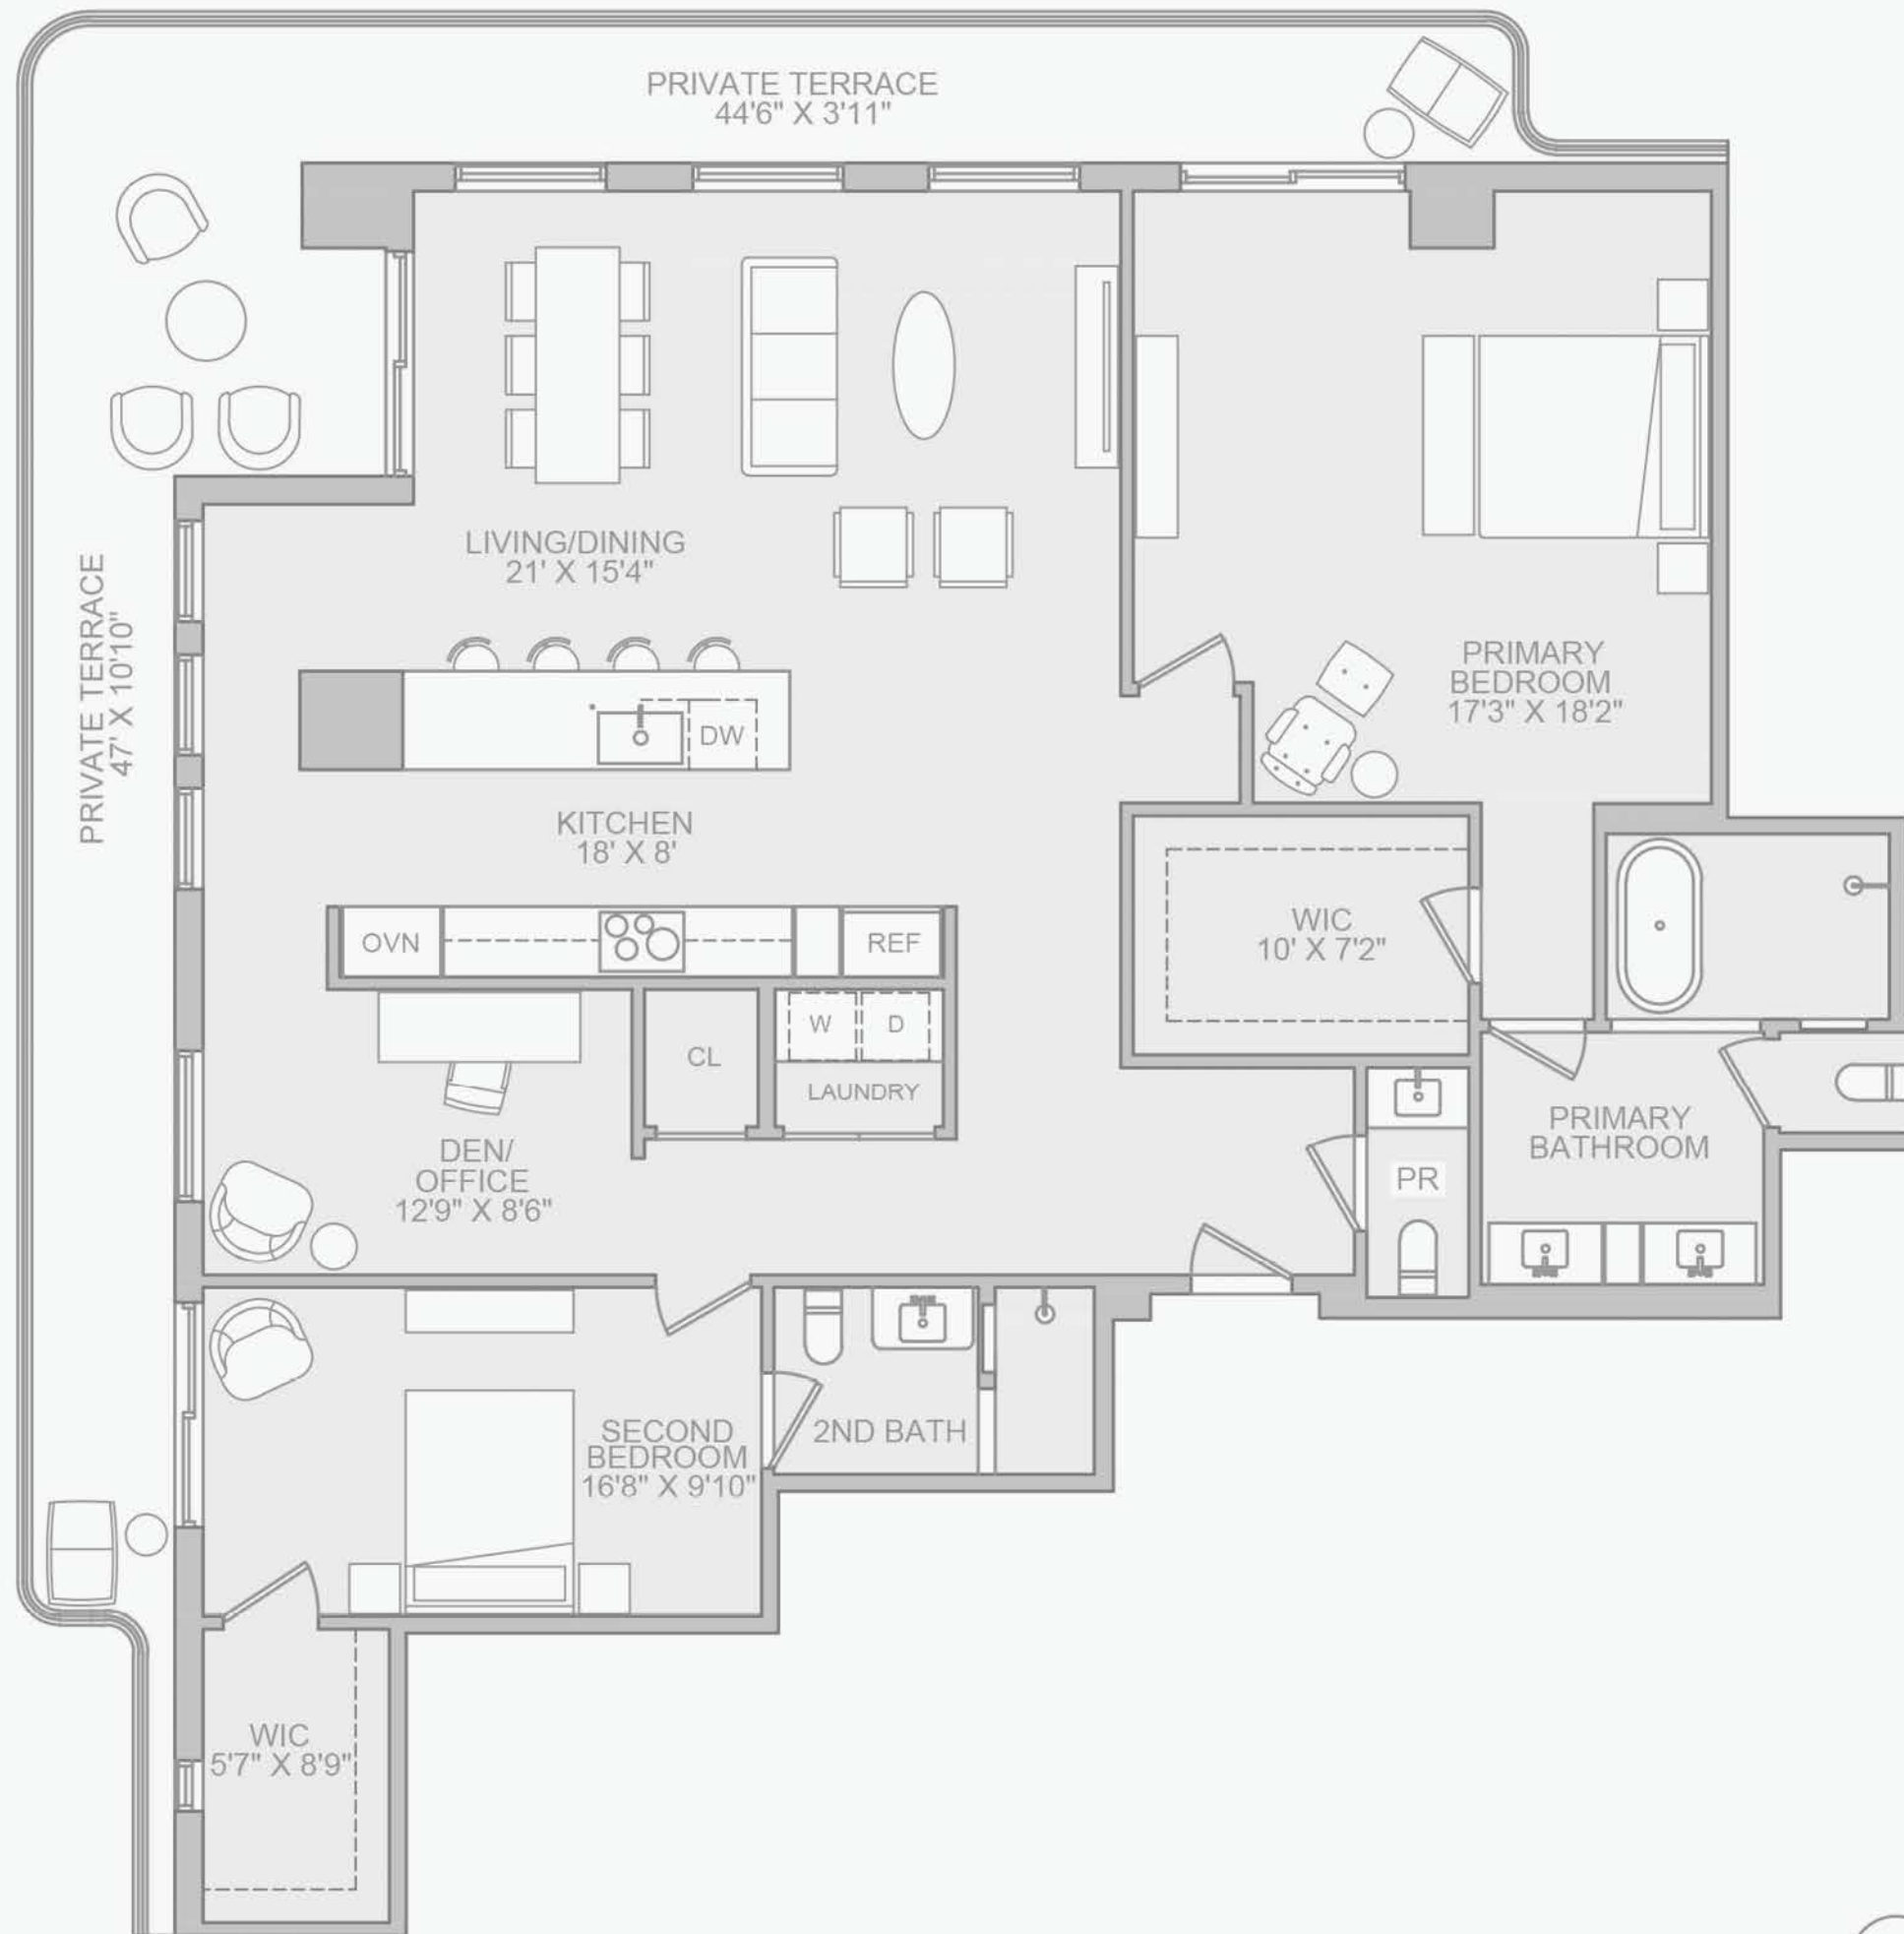 PRIVATE TERRACE
44'6" X 3'11"
PRIVATE TERRACE
47' X 10'10"
LIVING/DINING
21' X 15'4"
PRIMARY
BEDROOM
17'3" X 18'2"
DW
KITCHEN
18' X 8'
OVN
REF
WIC
10' X 7'2"
W
D
CL
LAUNDRY
DEN/
OFFICE
12'9" X 8'6"
PR
PRIMARY
BATHROOM
SECOND
BEDROOM
16'8" X 9'10"
2ND BATH
WIC
5'7" X 8'9"